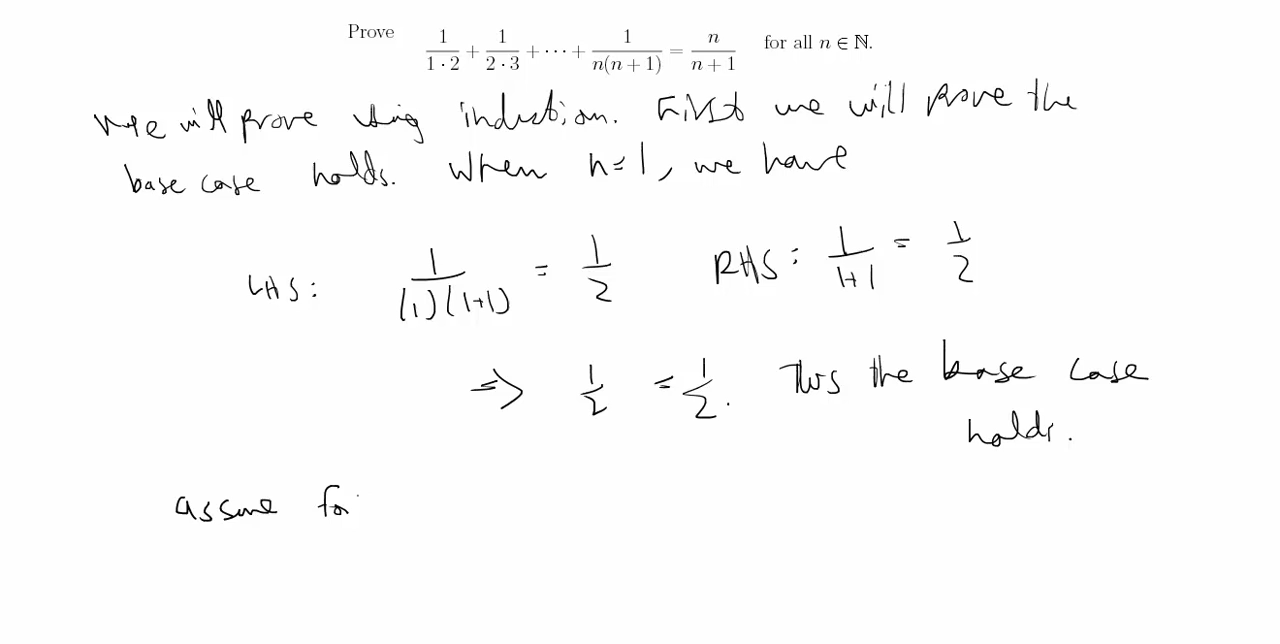 Prove 1/(1·2) + 1/(2·3) + ··· + 1/(n(n+1)) = n/(n+1) for all n ∈ ℕ.
We will prove using induction. First we will prove the
base case holds. When n=1, we have
LHS: 1/((1)(1+1)) = 1/2 RHS: 1/(1+1) = 1/2
=> 1/2 = 1/2. Thus the base case
holds.
assume for